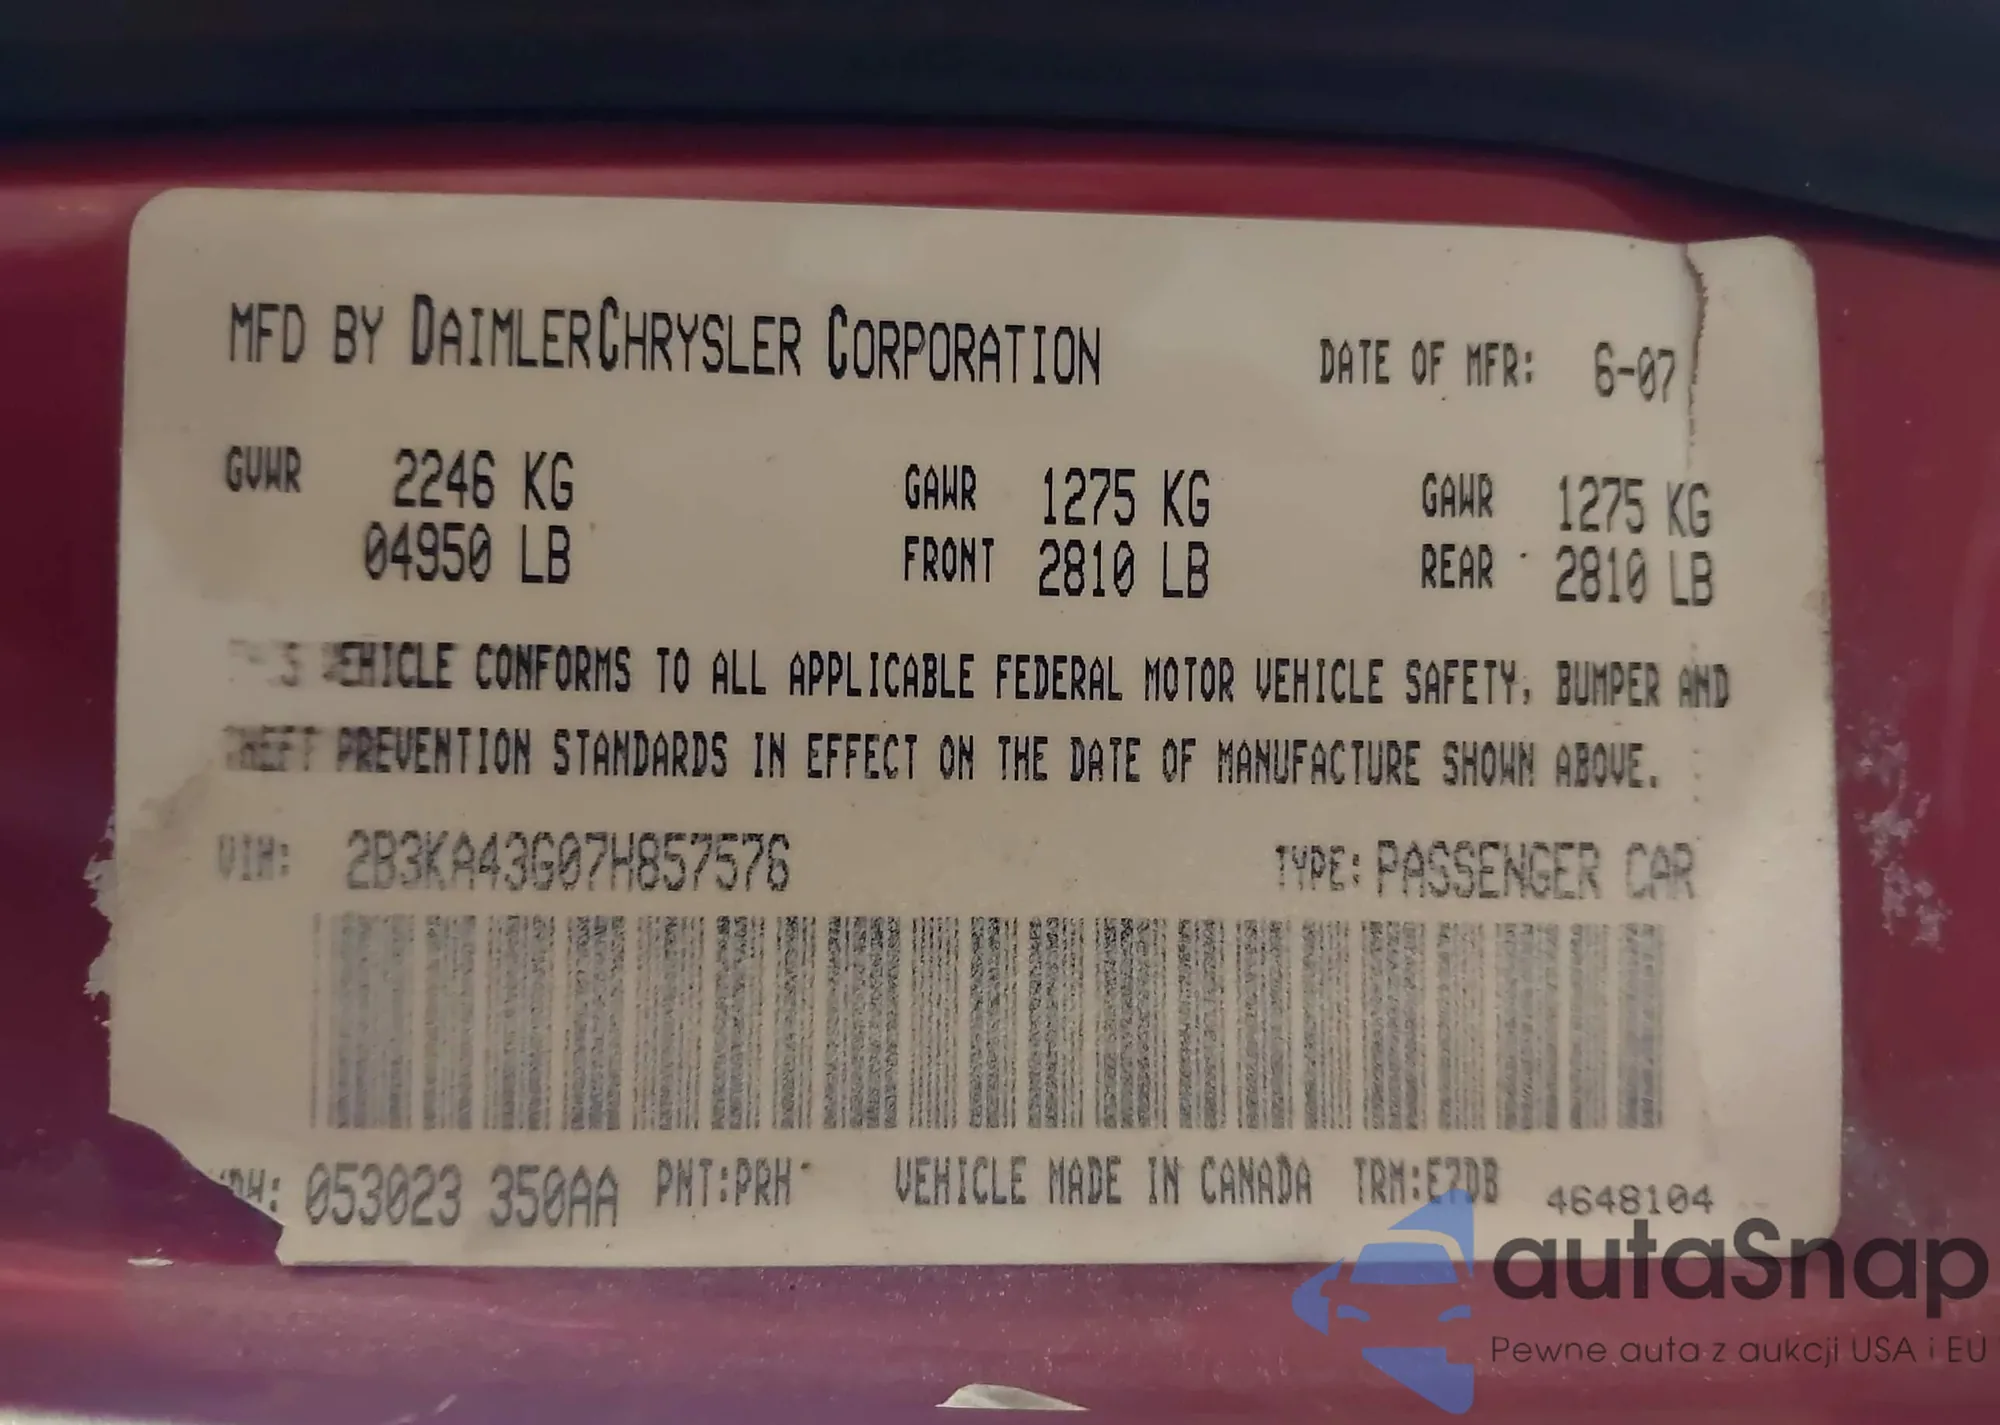 MFD BY DAIMLERCHRYSLER CORPORATION DATE OF MFR: 6-07
GVWR 2246 KG GAWR 1275 KG GAWR 1275 KG
04950 LB FRONT 2810 LB REAR 2810 LB
THIS VEHICLE CONFORMS TO ALL APPLICABLE FEDERAL MOTOR VEHICLE SAFETY, BUMPER AND
THEFT PREVENTION STANDARDS IN EFFECT ON THE DATE OF MANUFACTURE SHOWN ABOVE.
VIN: 2B3KA43G07H857576 TYPE: PASSENGER CAR
053023 350AA PNT:PRH VEHICLE MADE IN CANADA TRM:E7DB 4648104
autaSnap
Pewne auta z aukcji USA i EU